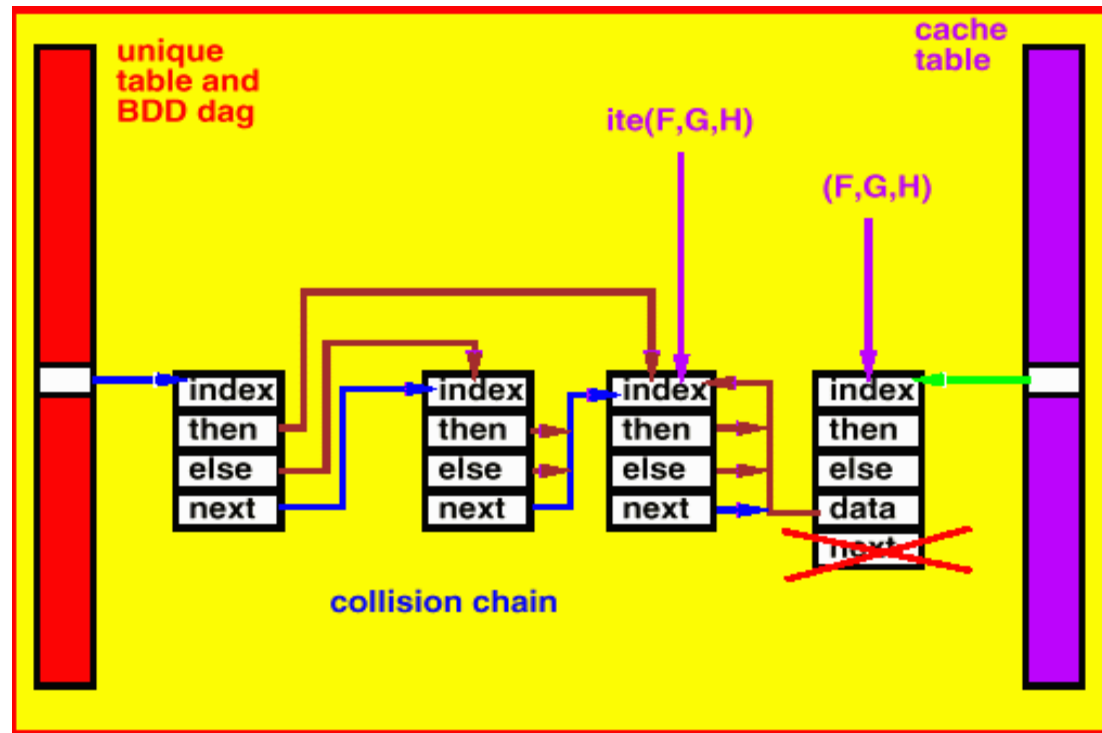 unique
table and
BDD dag
cache
table
ite(F,G,H)
(F,G,H)
index
then
else
next
index
then
else
next
index
then
else
next
index
then
else
data
next
collision chain